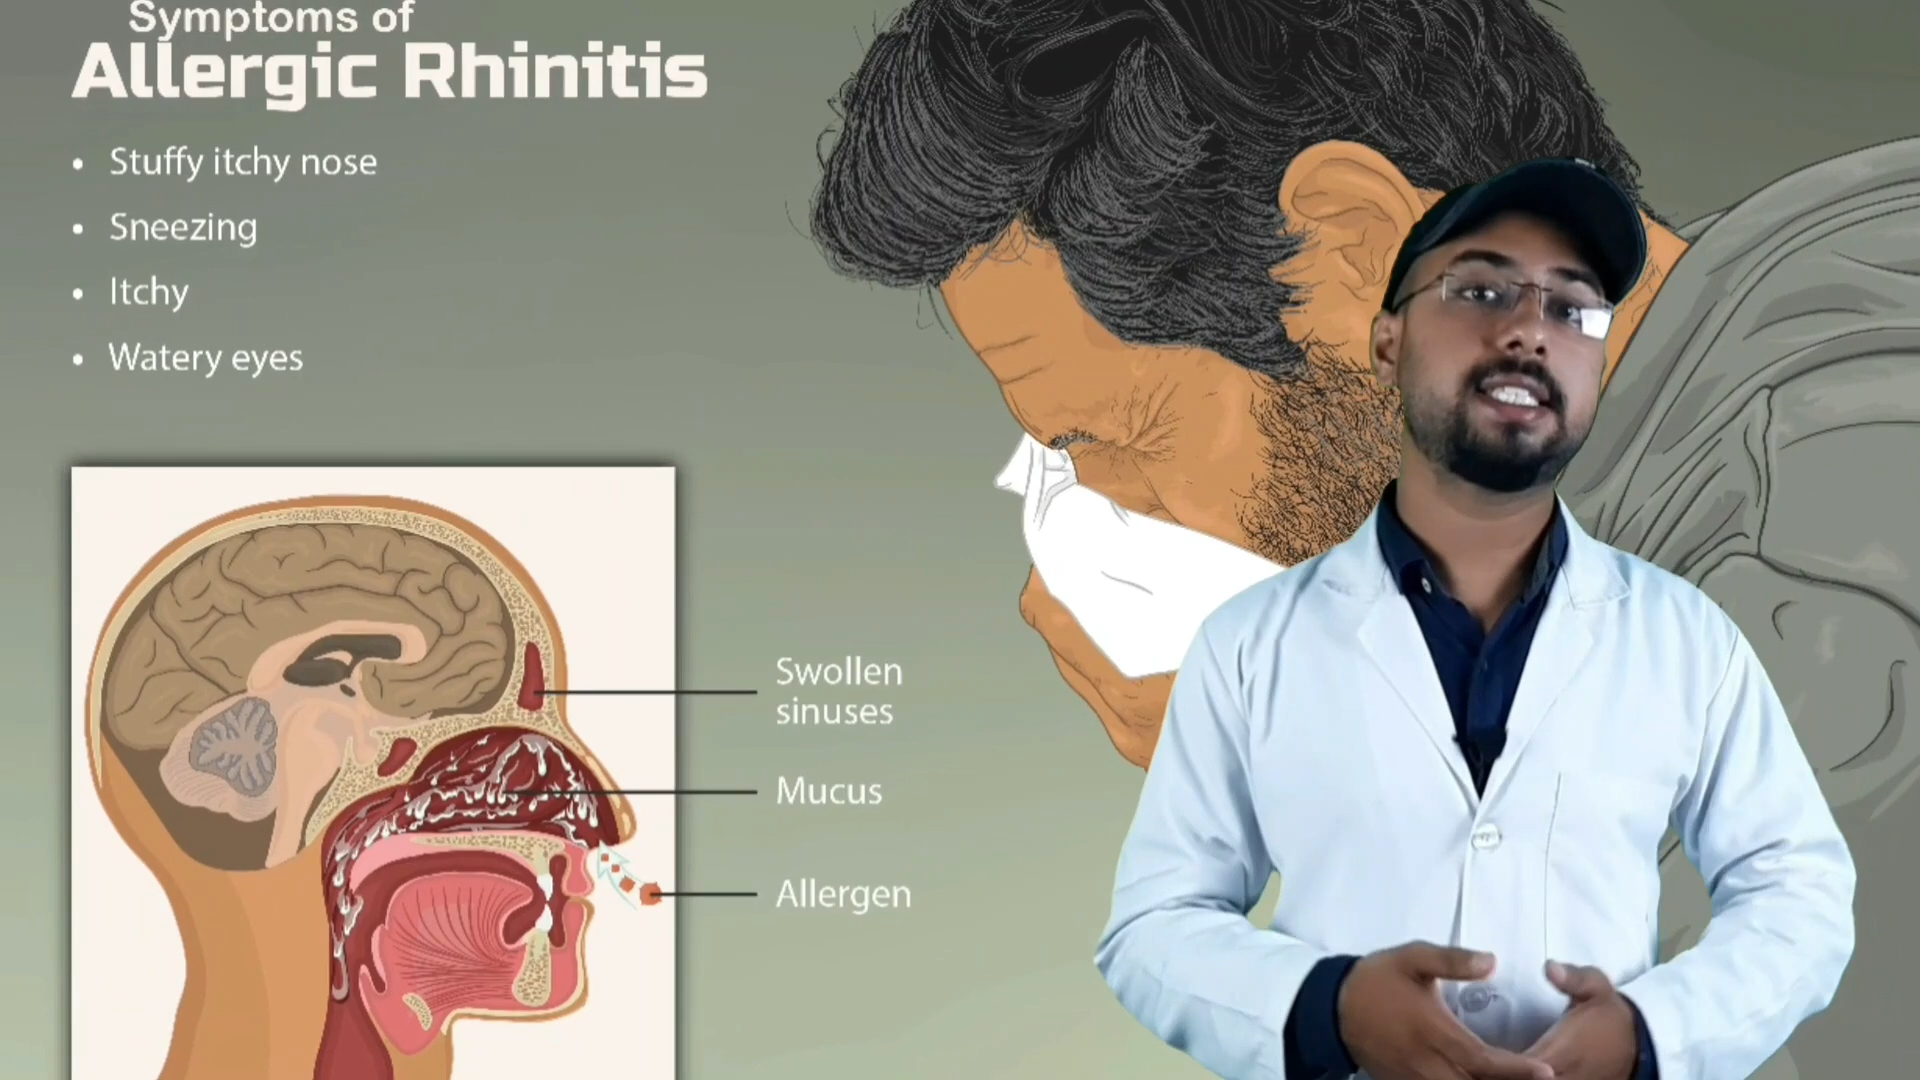 Symptoms of
Allergic Rhinitis
• Stuffy itchy nose
• Sneezing
• Itchy
• Watery eyes
Swollen
sinuses
Mucus
Allergen